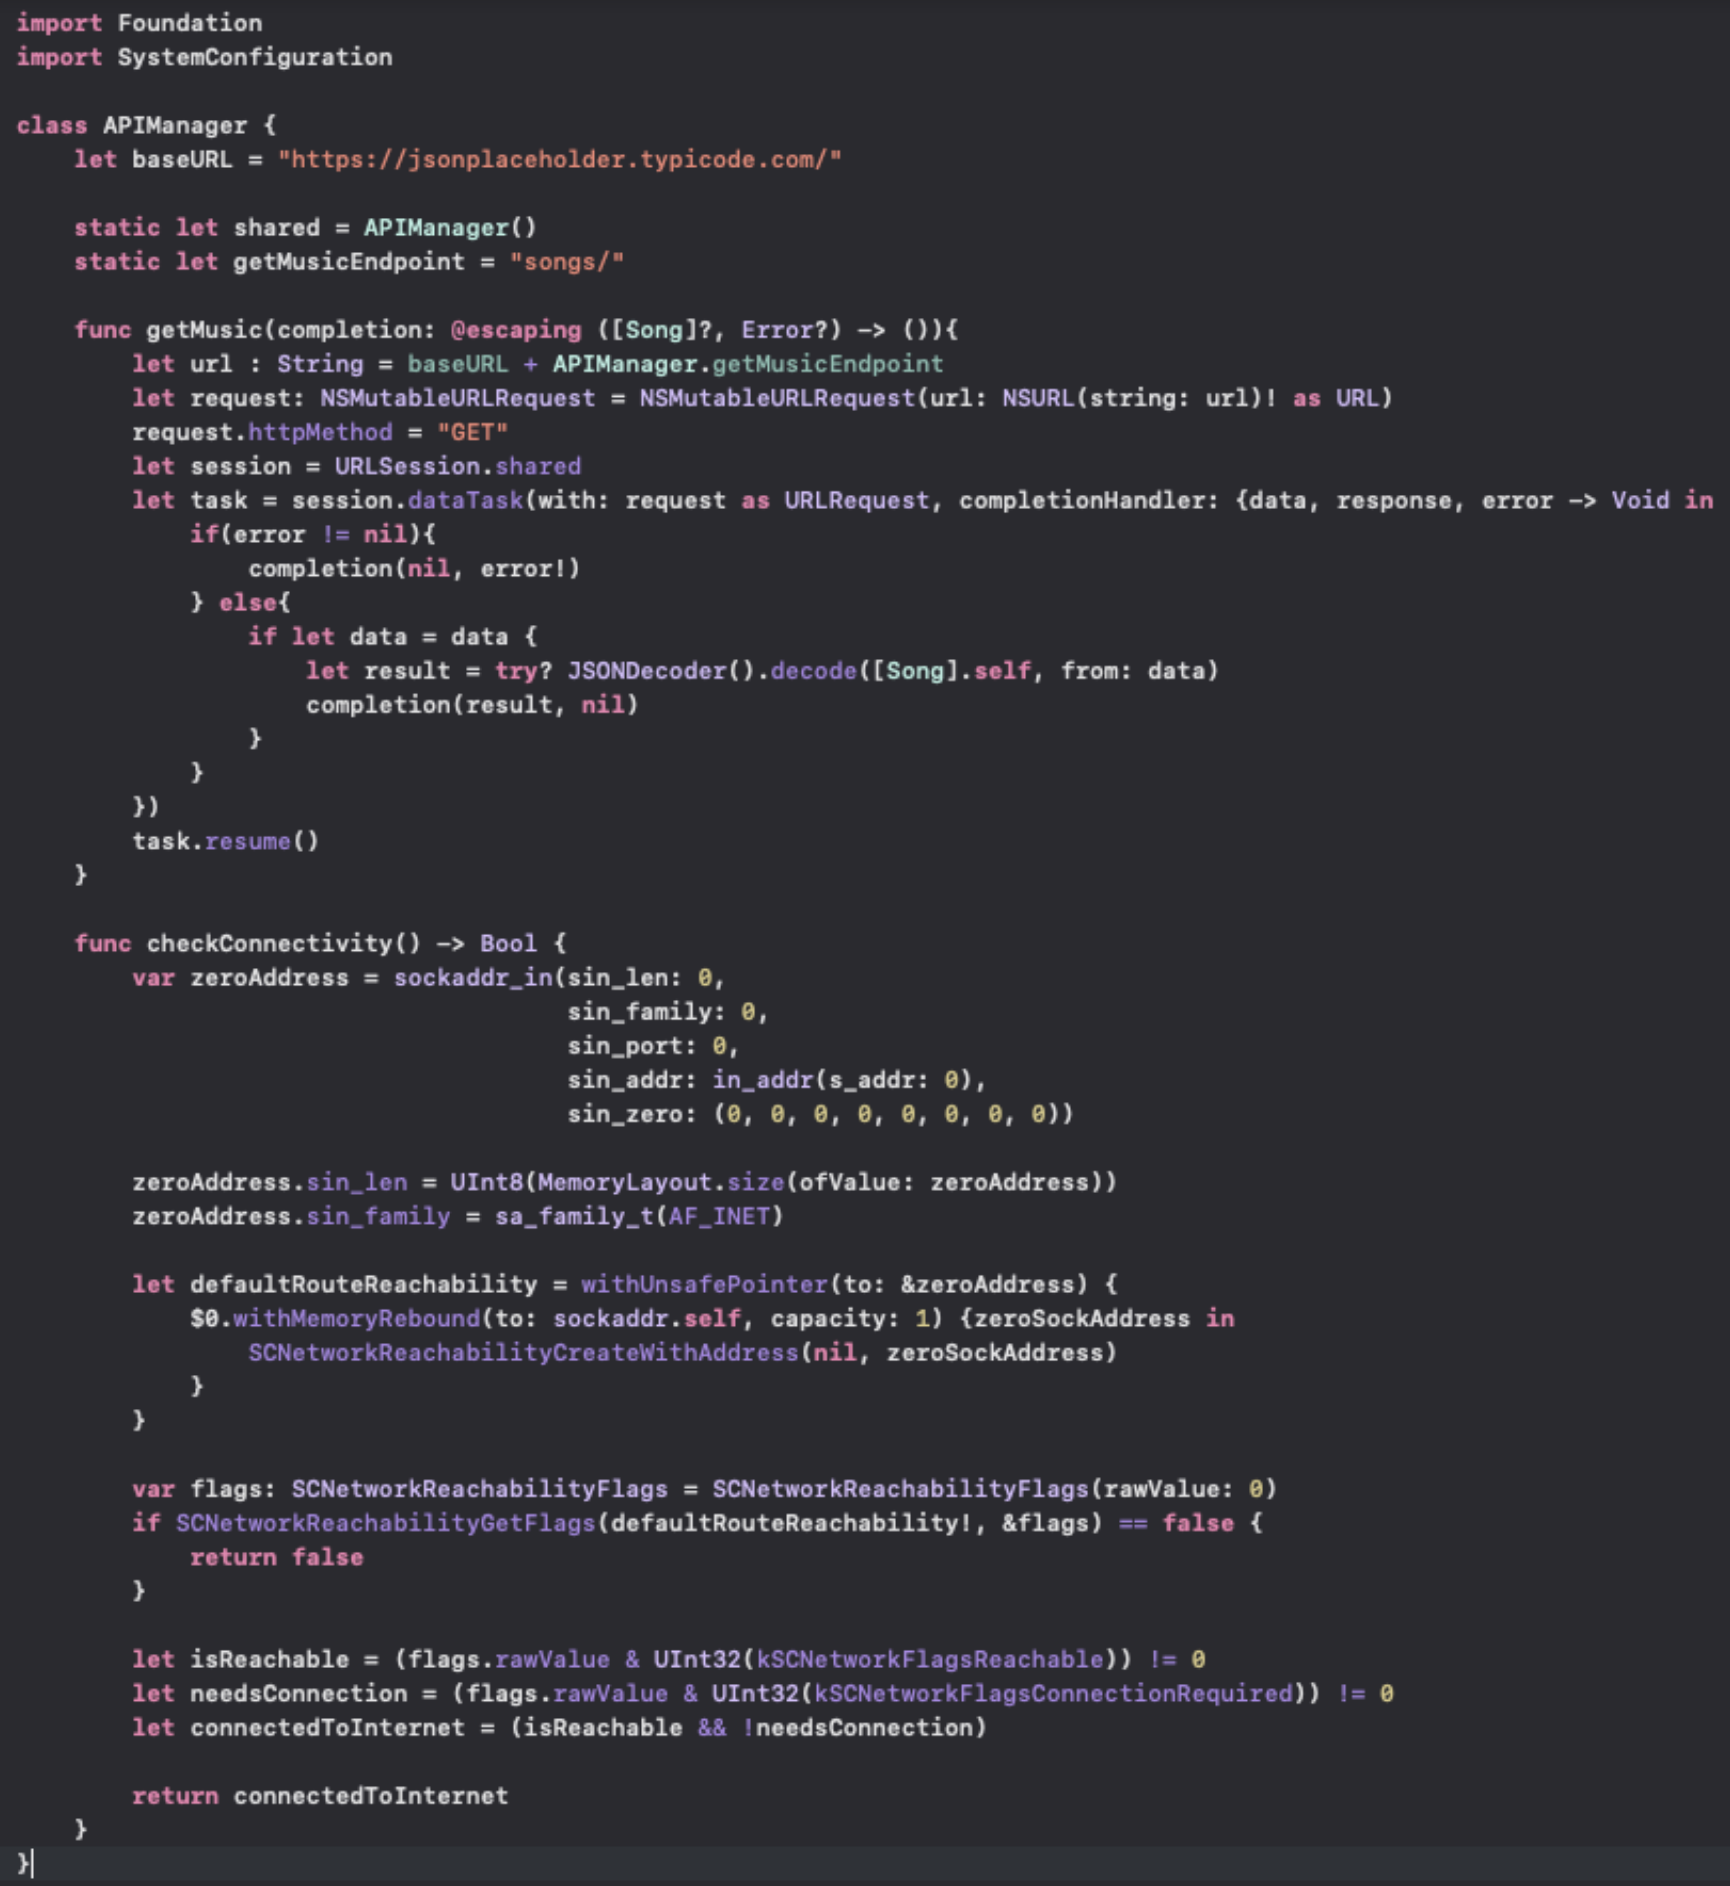 import Foundation
import SystemConfiguration

class APIManager {
    let baseURL = "https://jsonplaceholder.typicode.com/"

    static let shared = APIManager()
    static let getMusicEndpoint = "songs/"

    func getMusic(completion: @escaping ([Song]?, Error?) -> ()){
        let url : String = baseURL + APIManager.getMusicEndpoint
        let request: NSMutableURLRequest = NSMutableURLRequest(url: NSURL(string: url)! as URL)
        request.httpMethod = "GET"
        let session = URLSession.shared
        let task = session.dataTask(with: request as URLRequest, completionHandler: {data, response, error -> Void in
            if(error != nil){
                completion(nil, error!)
            } else{
                if let data = data {
                    let result = try? JSONDecoder().decode([Song].self, from: data)
                    completion(result, nil)
                }
            }
        })
        task.resume()
    }

    func checkConnectivity() -> Bool {
        var zeroAddress = sockaddr_in(sin_len: 0,
                                      sin_family: 0,
                                      sin_port: 0,
                                      sin_addr: in_addr(s_addr: 0),
                                      sin_zero: (0, 0, 0, 0, 0, 0, 0, 0))

        zeroAddress.sin_len = UInt8(MemoryLayout.size(ofValue: zeroAddress))
        zeroAddress.sin_family = sa_family_t(AF_INET)

        let defaultRouteReachability = withUnsafePointer(to: &zeroAddress) {
            $0.withMemoryRebound(to: sockaddr.self, capacity: 1) {zeroSockAddress in
                SCNetworkReachabilityCreateWithAddress(nil, zeroSockAddress)
            }
        }

        var flags: SCNetworkReachabilityFlags = SCNetworkReachabilityFlags(rawValue: 0)
        if SCNetworkReachabilityGetFlags(defaultRouteReachability!, &flags) == false {
            return false
        }

        let isReachable = (flags.rawValue & UInt32(kSCNetworkFlagsReachable)) != 0
        let needsConnection = (flags.rawValue & UInt32(kSCNetworkFlagsConnectionRequired)) != 0
        let connectedToInternet = (isReachable && !needsConnection)

        return connectedToInternet
    }
}